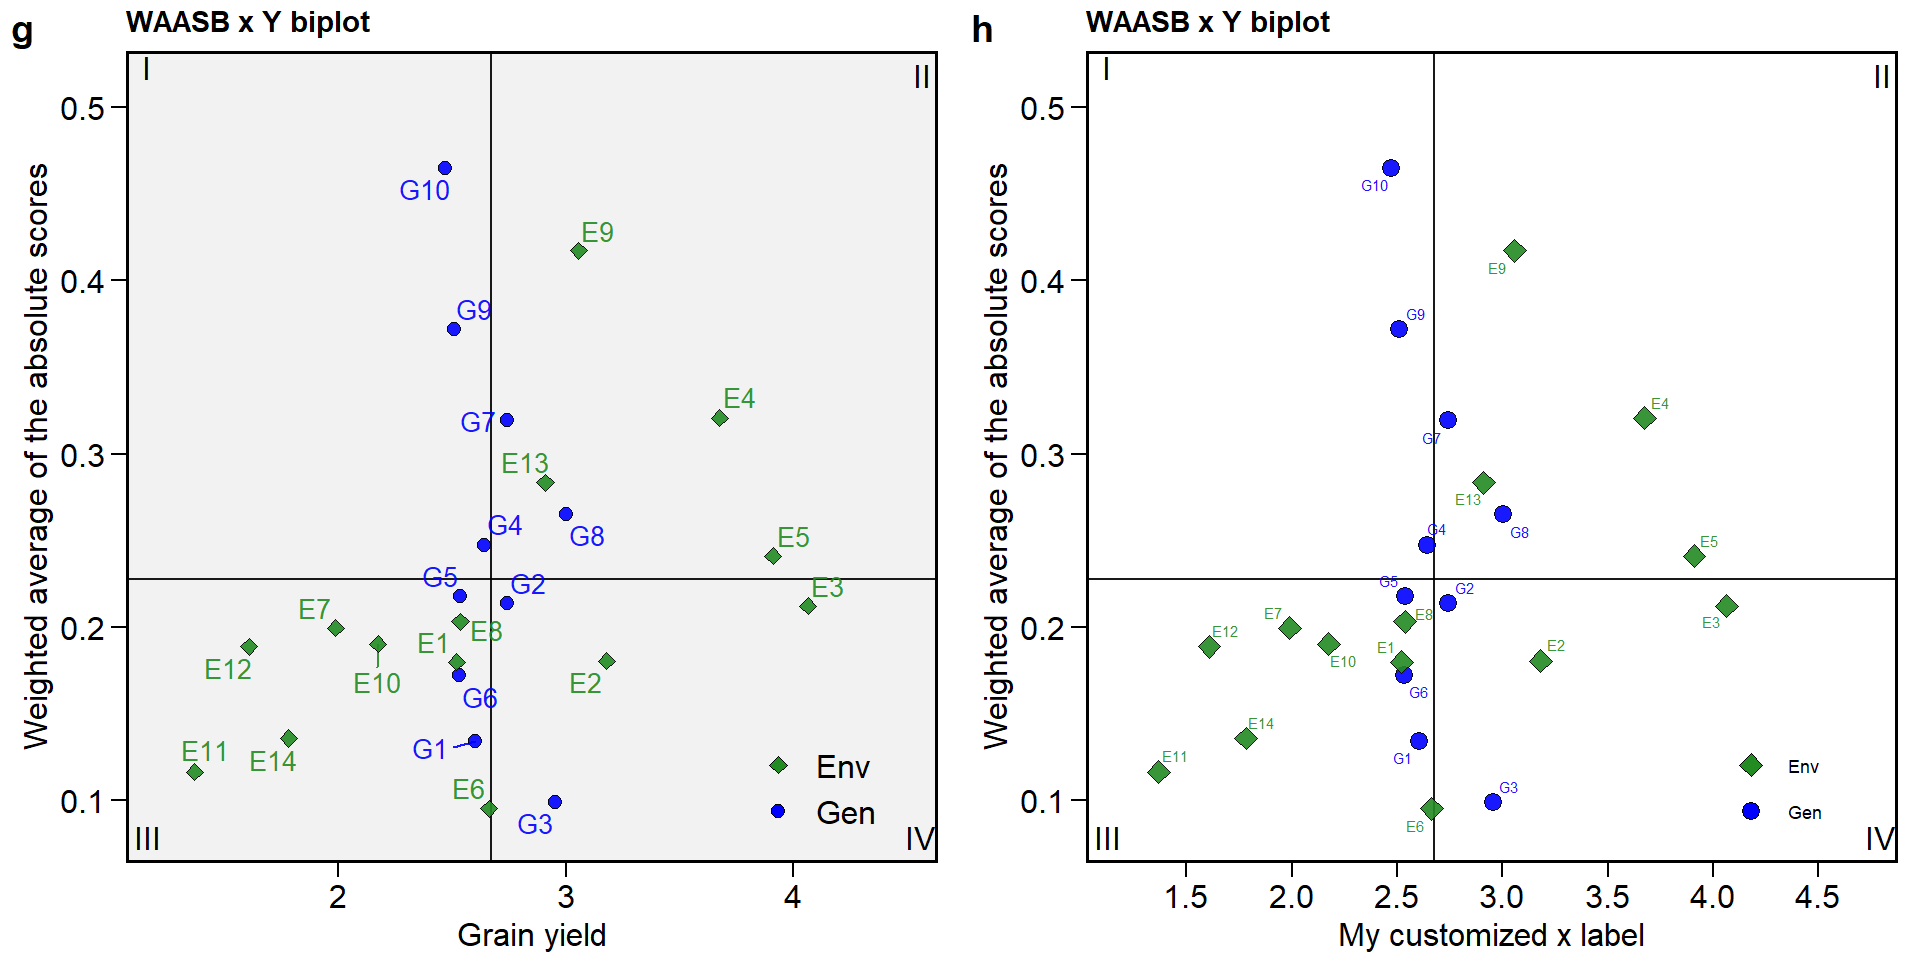 g
WAASB x Y biplot
I
II
0.5
0.4
0.3
0.2
0.1
Weighted average of the absolute scores
G10
E9
G9
E4
G7
E13
G4
G8
E5
G5
G2
E3
E7
E8
E1
E12
E10
E2
G6
E11
E14
G1
E6
G3
Env
Gen
III
IV
2
3
4
Grain yield
h
WAASB x Y biplot
I
II
0.5
0.4
0.3
0.2
0.1
Weighted average of the absolute scores
G10
E9
G9
E4
G7
E13
G4
G8
E5
G5
G2
E7
E8
E3
E12
E1
E10
E2
G6
E14
E11
G1
G3
E6
Env
Gen
III
IV
1.5
2.0
2.5
3.0
3.5
4.0
4.5
My customized x label